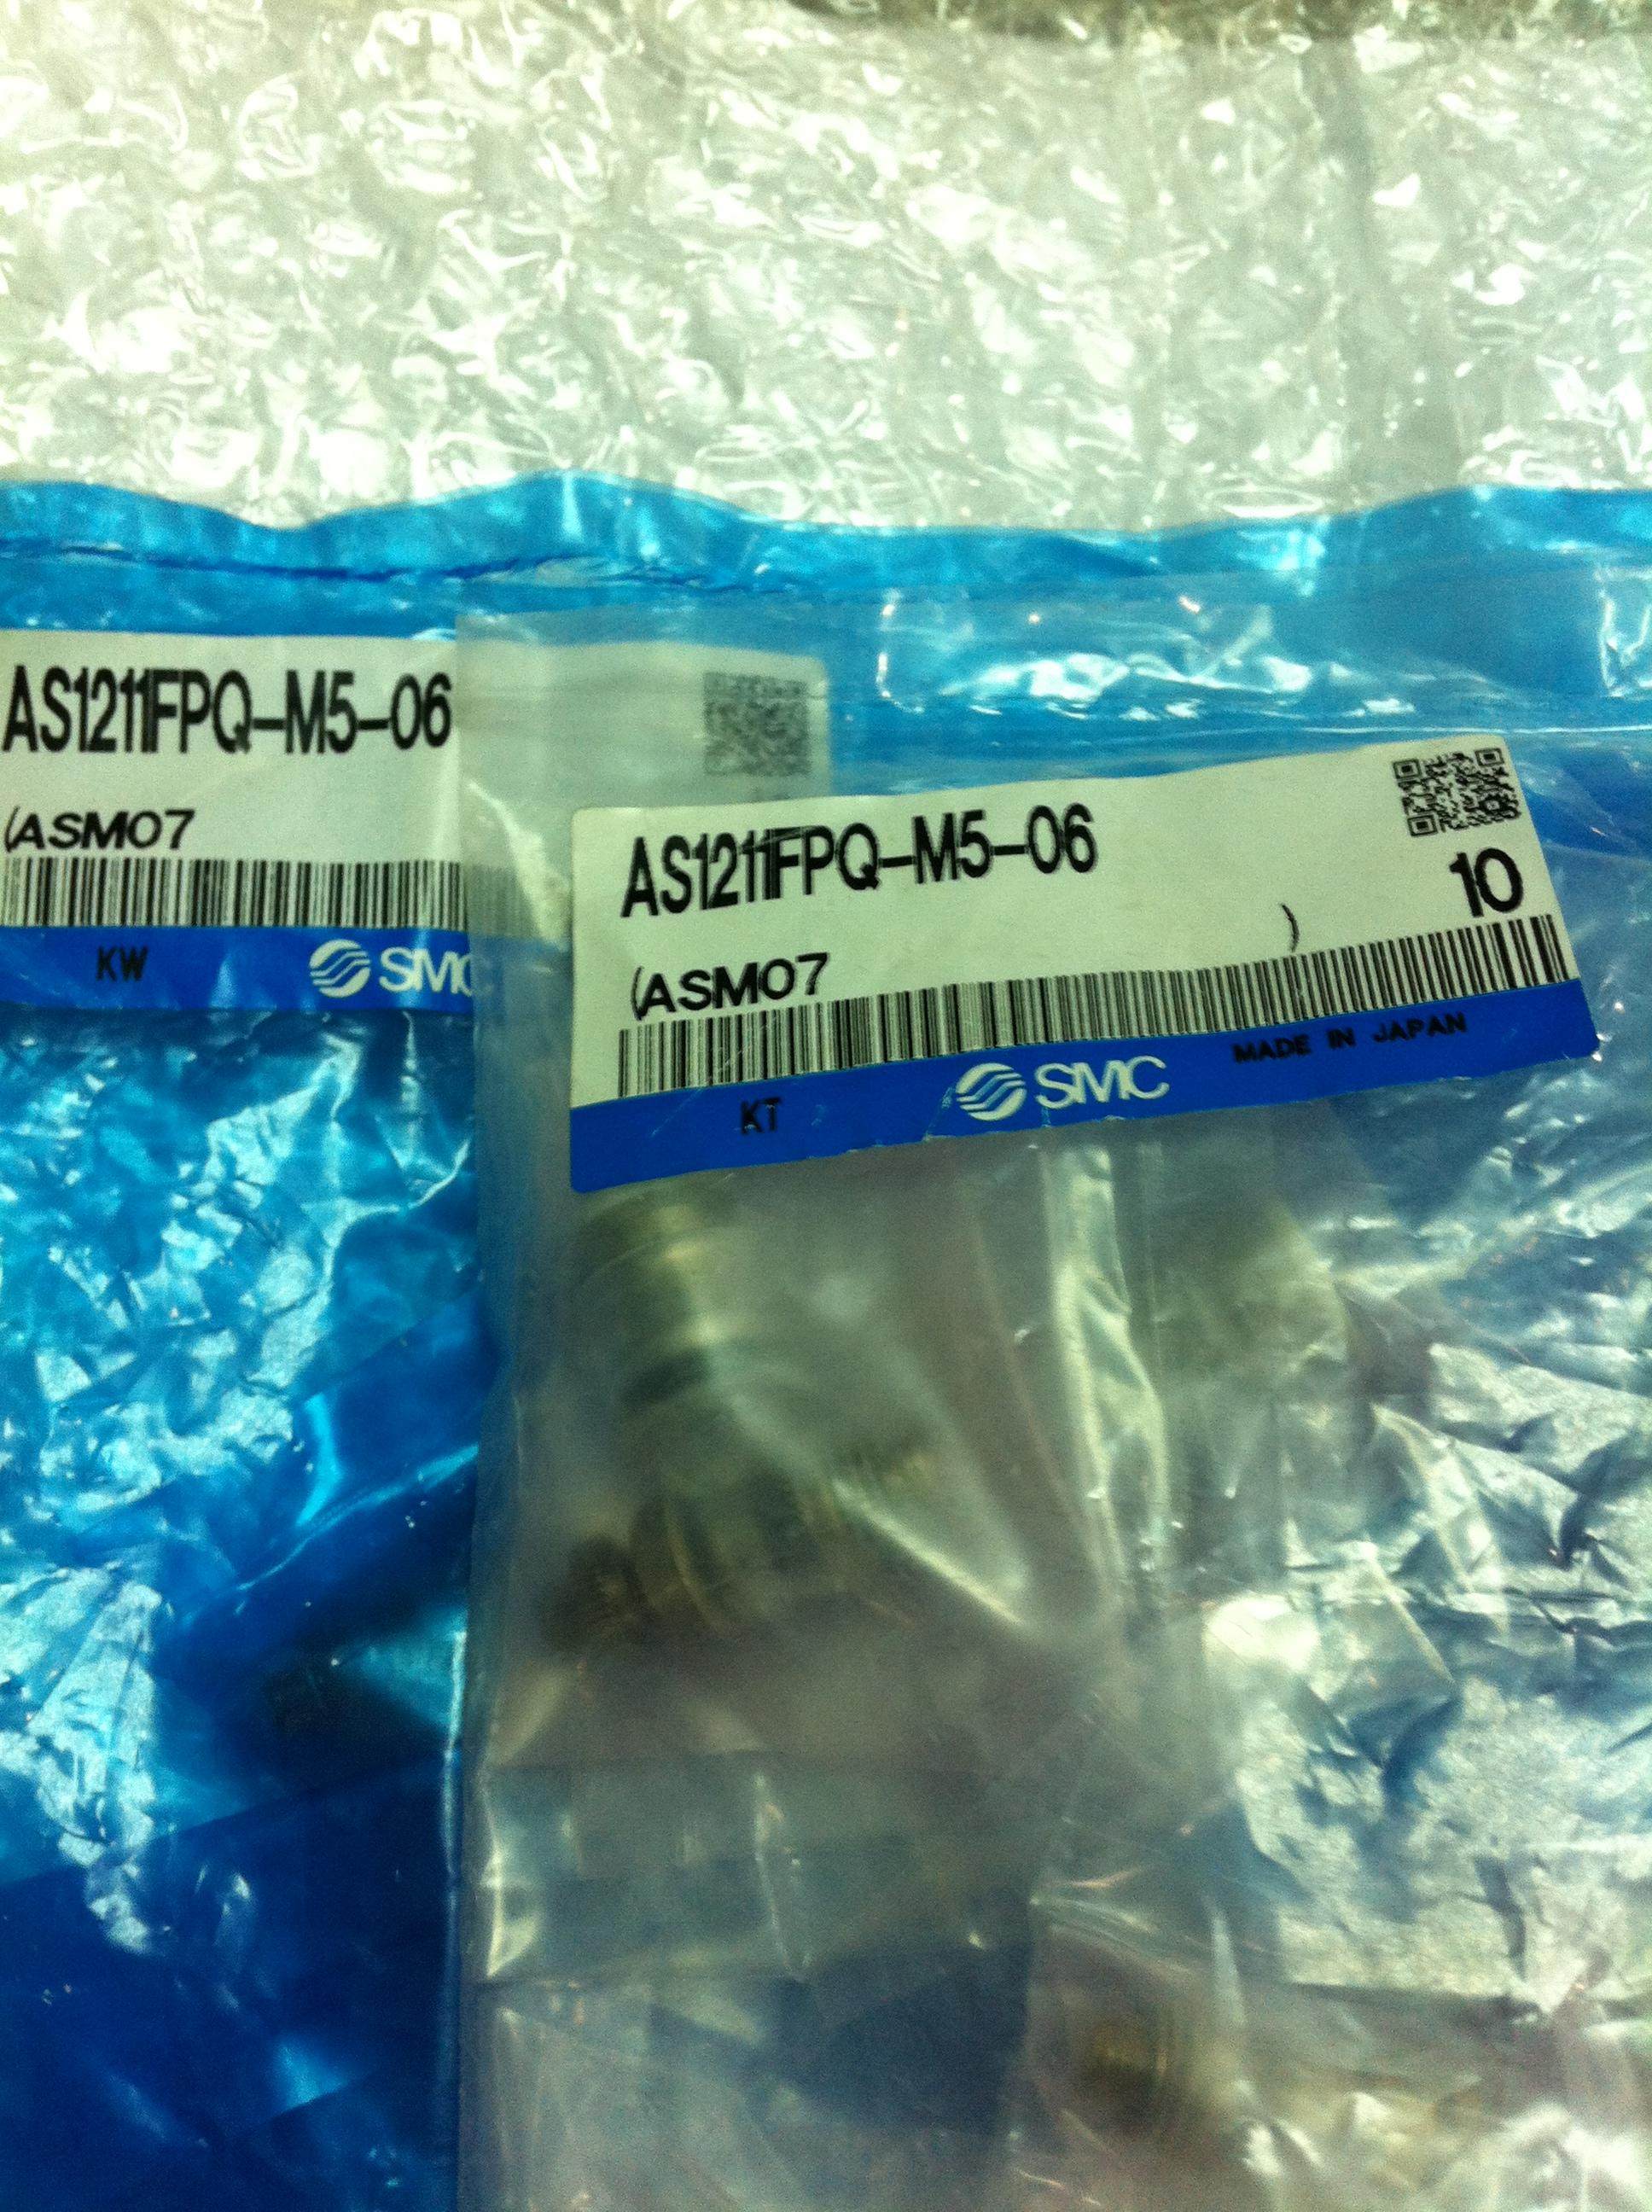 AS1211FPQ-M5-06
(ASM07
KW
SMC
AS1211FPQ-M5-06
10
(ASM07 )
KT
SMC
MADE IN JAPAN